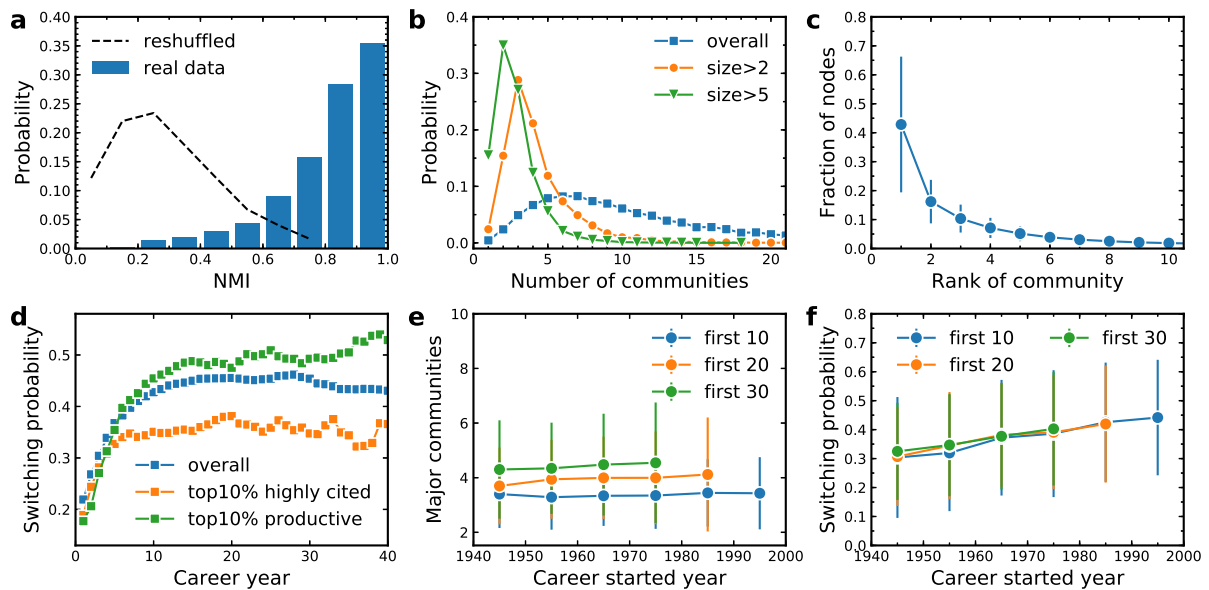 a
0.40
0.35
0.30
0.25
0.20
0.15
0.10
0.05
0.00
Probability
reshuffled
real data
0.0 0.2 0.4 0.6 0.8 1.0
NMI
b
0.4
0.3
0.2
0.1
0.0
Probability
overall
size>2
size>5
0 5 10 15 20
Number of communities
c
0.8
0.7
0.6
0.5
0.4
0.3
0.2
0.1
0.0
Fraction of nodes
0 2 4 6 8 10
Rank of community
d
0.5
0.4
0.3
0.2
Switching probability
overall
top10% highly cited
top10% productive
0 10 20 30 40
Career year
e
10
8
6
4
2
Major communities
first 10
first 20
first 30
1940 1950 1960 1970 1980 1990 2000
Career started year
f
0.8
0.7
0.6
0.5
0.4
0.3
0.2
0.1
0.0
Switching probability
first 10 first 30
first 20
1940 1950 1960 1970 1980 1990 2000
Career started year